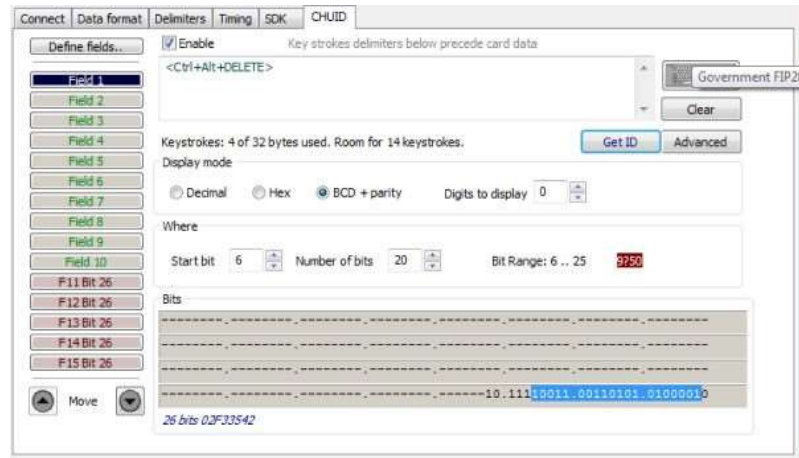 Connect Data format Delimiters Timing SDK CHUID
Define fields..
Enable Key strokes delimiters below precede card data
<Ctrl+Alt+DELETE>
Field 1
Government FIP2
Field 2
Clear
Field 3
Field 4
Keystrokes: 4 of 32 bytes used. Room for 14 keystrokes. Get ID Advanced
Field 5
Display mode
Field 6
Decimal Hex BCD + parity Digits to display 0
Field 7
Field 8
Where
Field 9
Field 10
Start bit 6 Number of bits 20 Bit Range: 6 .. 25 9?50
F11 Bit 26
F12 Bit 26
Bits
F13 Bit 26
--------.--------.--------.--------.--------.--------.--------.--------
F14 Bit 26
--------.--------.--------.--------.--------.--------.--------.--------
F15 Bit 26
--------.--------.--------.--------.--------.--------.--------.--------
Move
--------.--------.--------.--------.------10.11110011.00110101.01000010
26 bits 02F33542